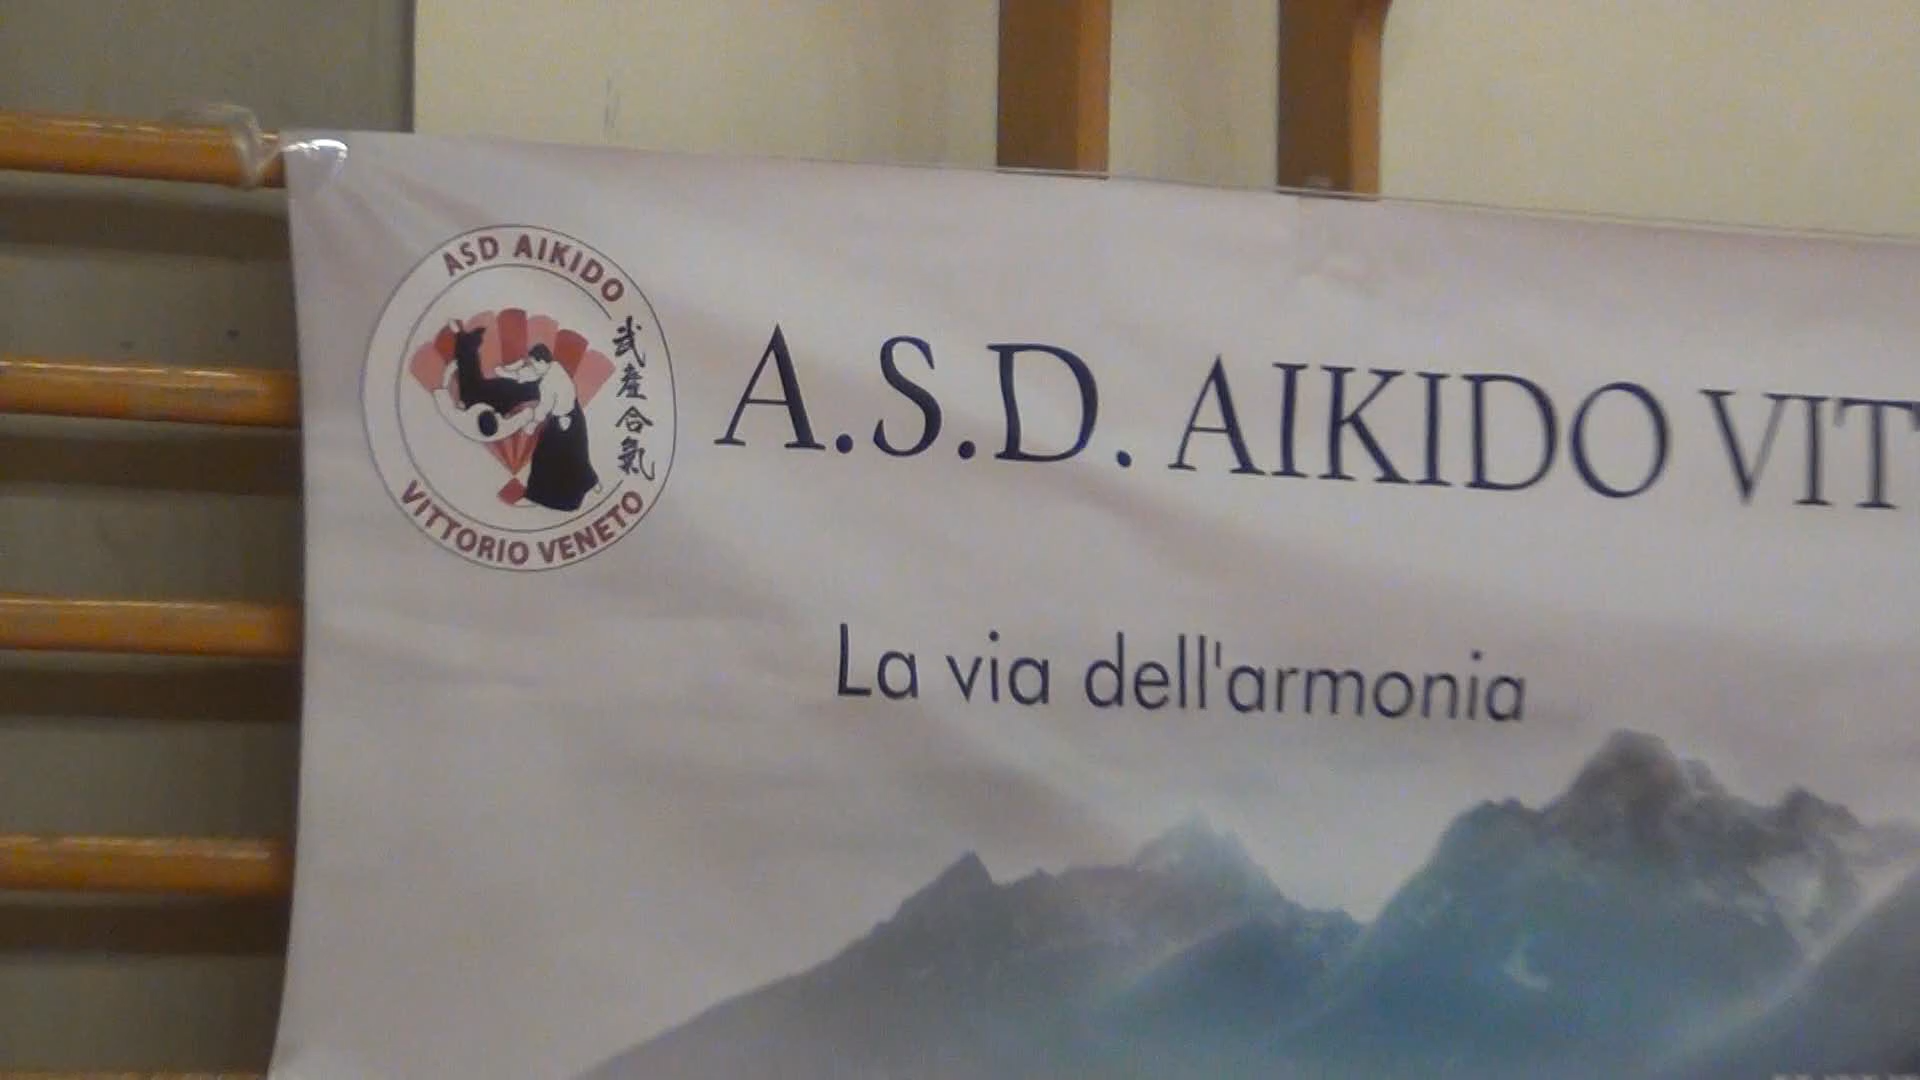 ASD AIKIDO
武産合氣
VITTORIO VENETO
A.S.D. AIKIDO VIT
La via dell'armonia